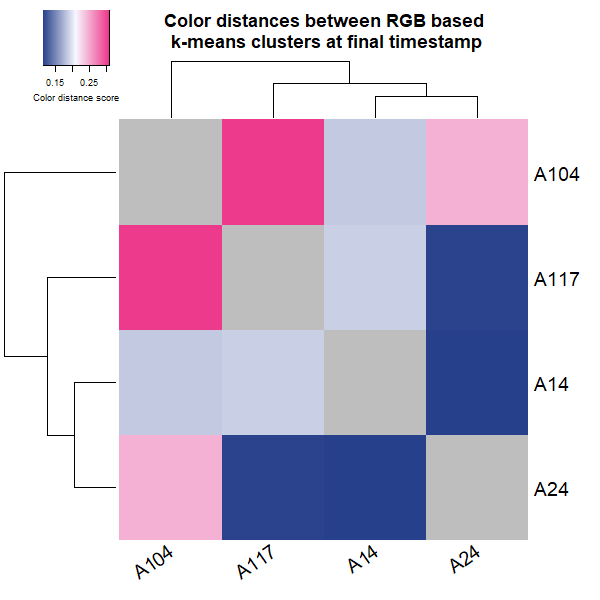 Color distances between RGB based
k-means clusters at final timestamp
0.15 0.25
Color distance score
A104
A117
A14
A24
A104 A117 A14 A24